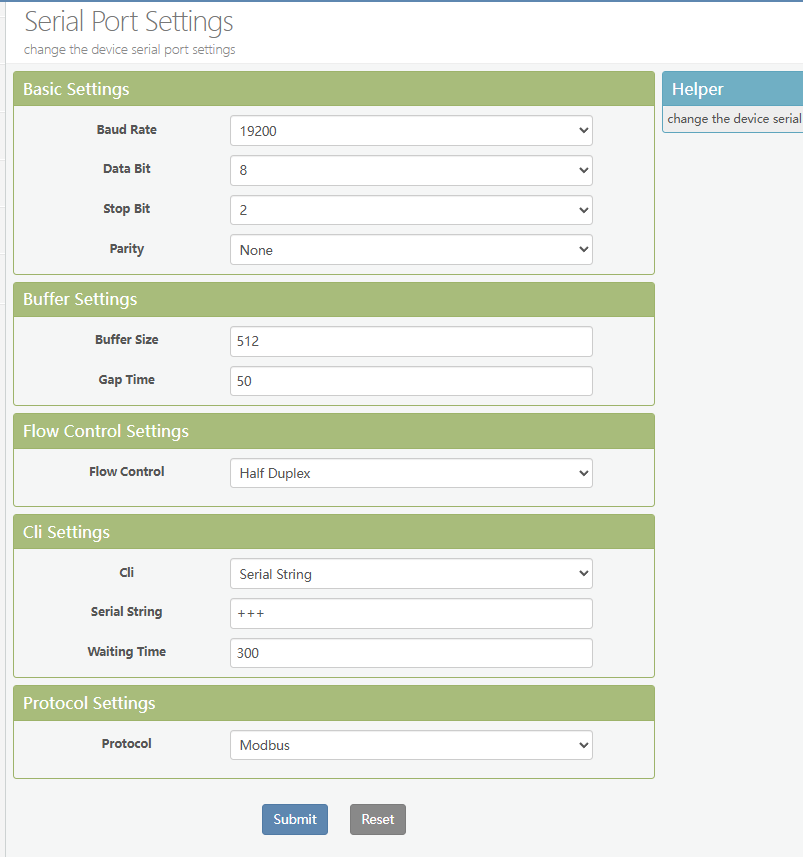 Serial Port Settings
change the device serial port settings
Basic Settings
Baud Rate 19200
Data Bit 8
Stop Bit 2
Parity None
Buffer Settings
Buffer Size 512
Gap Time 50
Flow Control Settings
Flow Control Half Duplex
Cli Settings
Cli Serial String
Serial String +++
Waiting Time 300
Protocol Settings
Protocol Modbus
Submit Reset
Helper
change the device serial